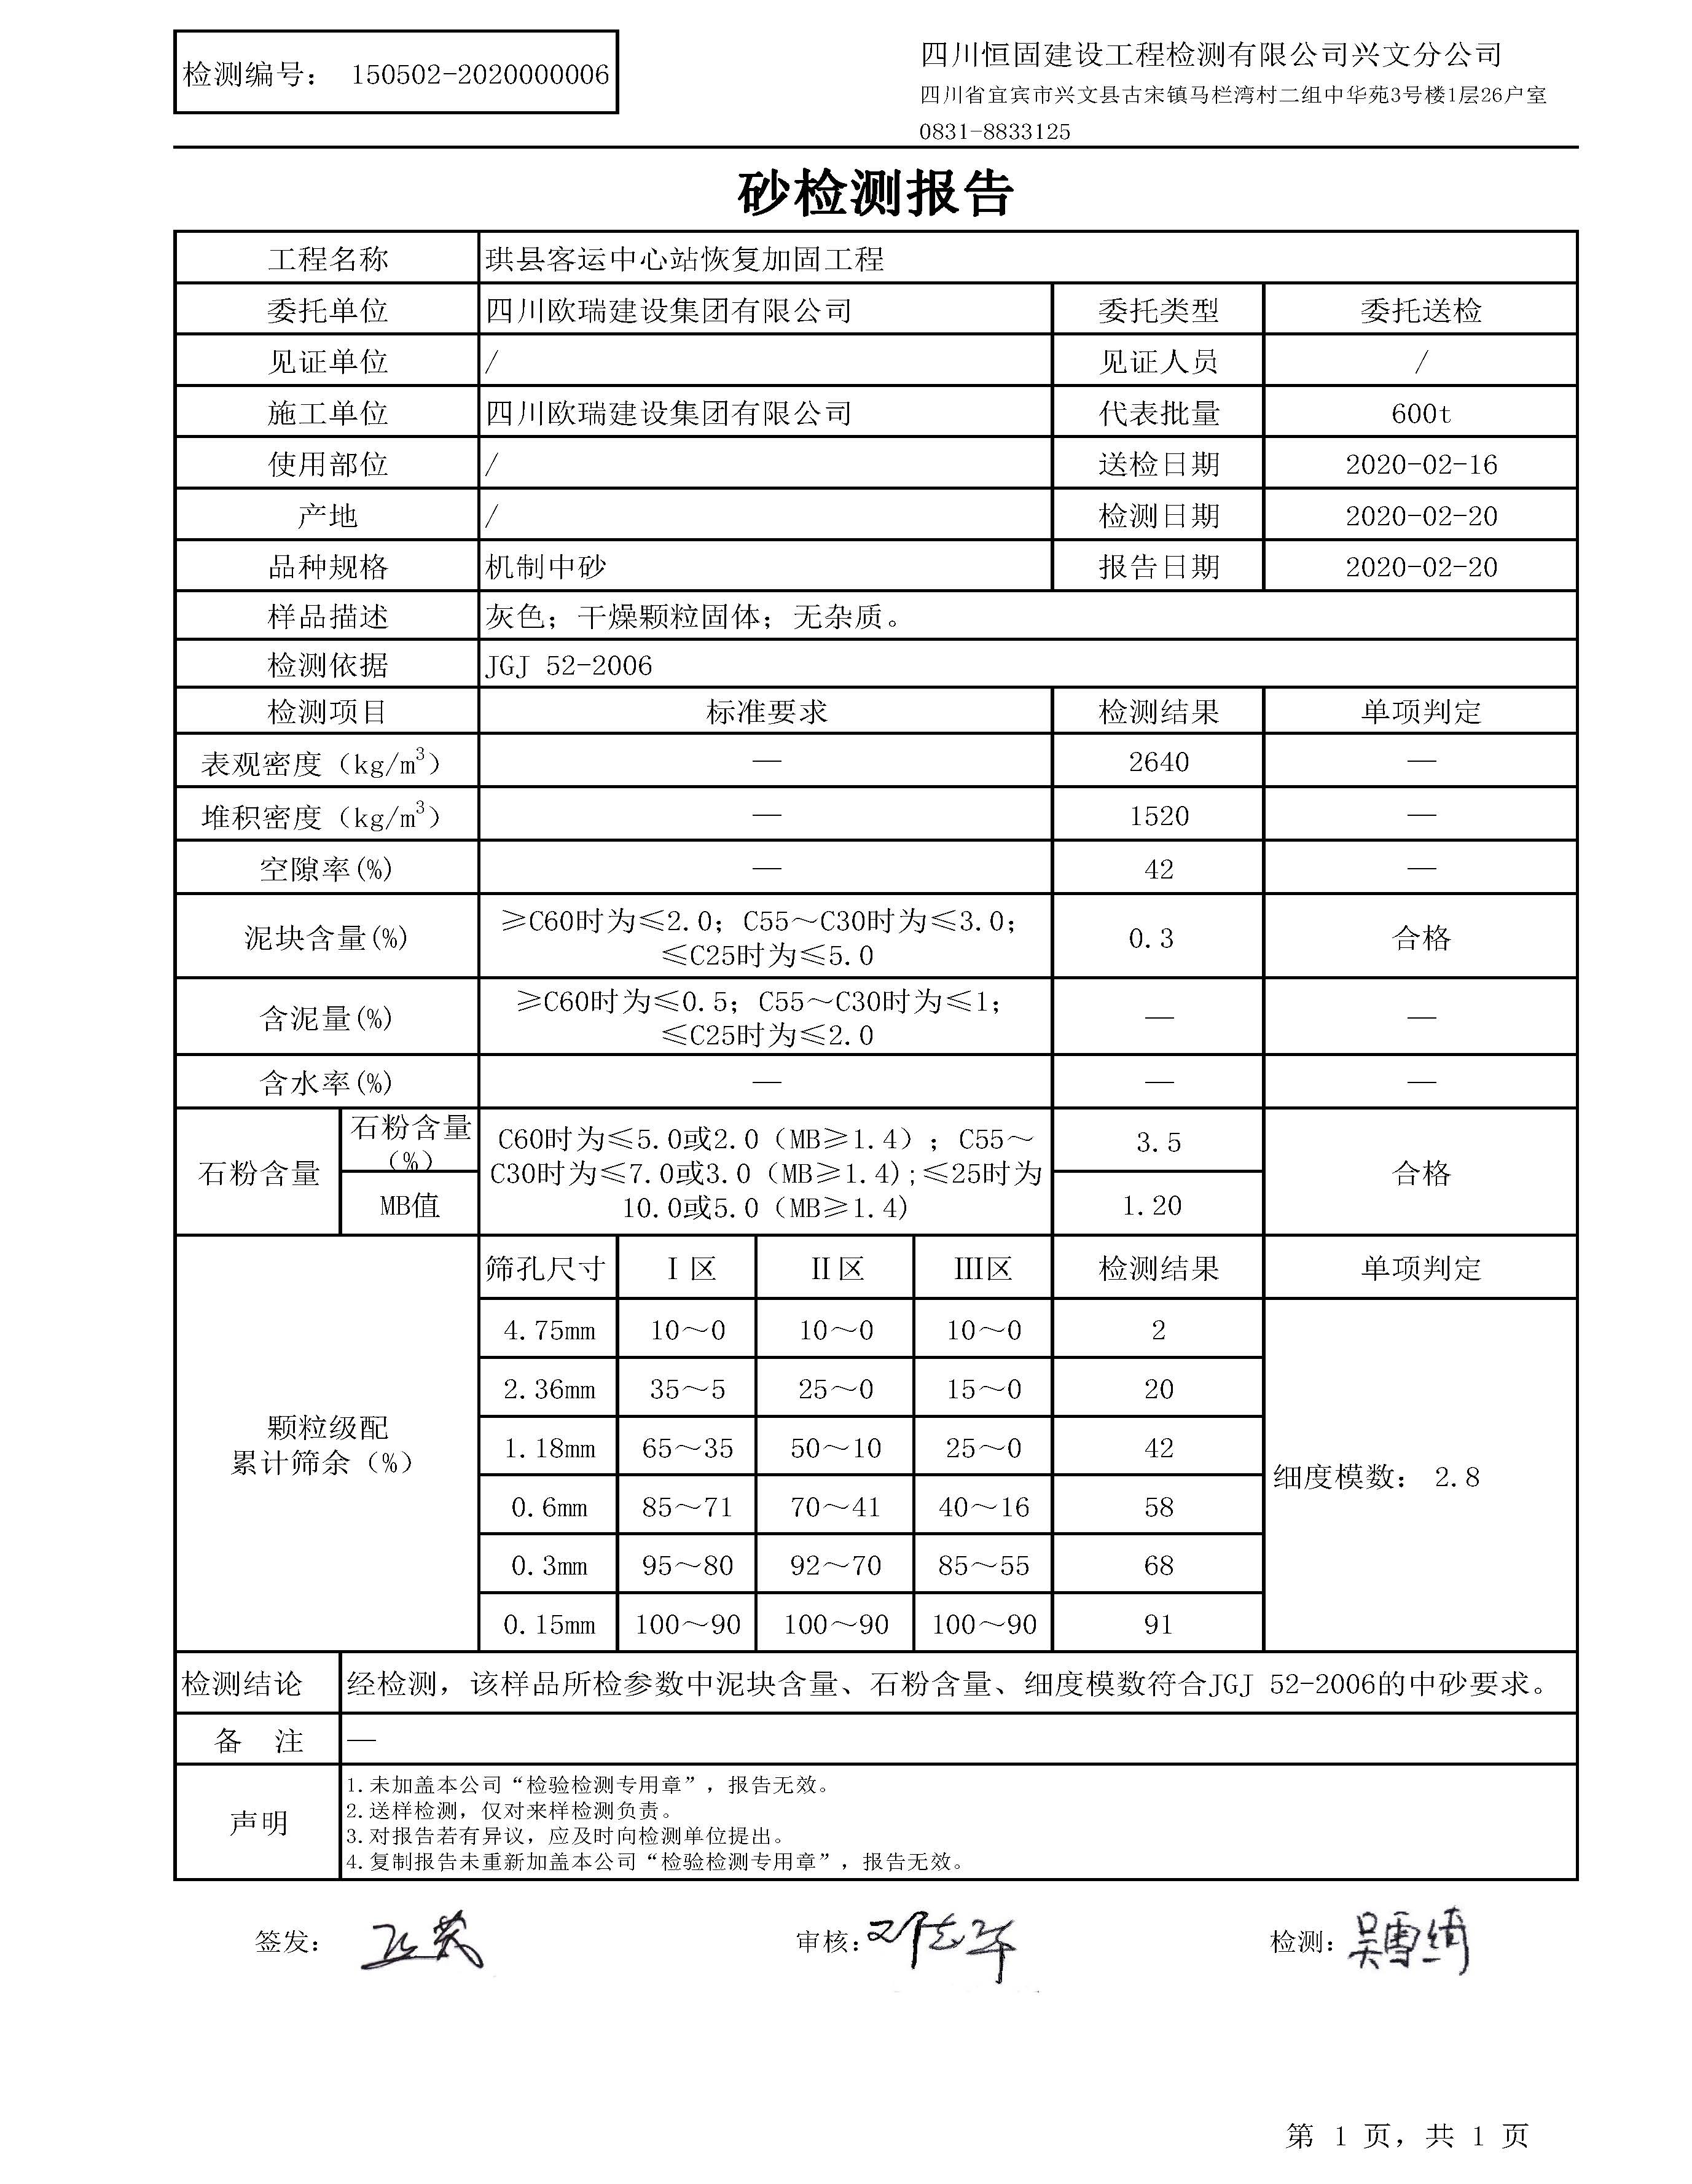 检测编号： 150502-2020000006
四川恒固建设工程检测有限公司兴文分公司
四川省宜宾市兴文县古宋镇马栏湾村二组中华苑3号楼1层26户室
0831-8833125
砂检测报告
工程名称 珙县客运中心站恢复加固工程
委托单位 四川欧瑞建设集团有限公司 委托类型 委托送检
见证单位 / 见证人员 /
施工单位 四川欧瑞建设集团有限公司 代表批量 600t
使用部位 / 送检日期 2020-02-16
产地 / 检测日期 2020-02-20
品种规格 机制中砂 报告日期 2020-02-20
样品描述 灰色；干燥颗粒固体；无杂质。
检测依据 JGJ 52-2006
检测项目 标准要求 检测结果 单项判定
表观密度（kg/m³） — 2640 —
堆积密度（kg/m³） — 1520 —
空隙率(%) — 42 —
泥块含量(%) ≥C60时为≤2.0；C55～C30时为≤3.0；
≤C25时为≤5.0 0.3 合格
含泥量(%) ≥C60时为≤0.5；C55～C30时为≤1；
≤C25时为≤2.0 — —
含水率(%) — — —
石粉含量 石粉含量
（%） C60时为≤5.0或2.0（MB≥1.4）；C55～
C30时为≤7.0或3.0（MB≥1.4);≤25时为
10.0或5.0（MB≥1.4) 3.5 合格
MB值 1.20
颗粒级配
累计筛余（%）
筛孔尺寸 Ⅰ区 Ⅱ区 Ⅲ区 检测结果 单项判定
4.75mm 10～0 10～0 10～0 2
2.36mm 35～5 25～0 15～0 20
1.18mm 65～35 50～10 25～0 42
细度模数： 2.8
0.6mm 85～71 70～41 40～16 58
0.3mm 95～80 92～70 85～55 68
0.15mm 100～90 100～90 100～90 91
检测结论 经检测，该样品所检参数中泥块含量、石粉含量、细度模数符合JGJ 52-2006的中砂要求。
备 注 —
声明
1.未加盖本公司“检验检测专用章”，报告无效。
2.送样检测，仅对来样检测负责。
3.对报告若有异议，应及时向检测单位提出。
4.复制报告未重新加盖本公司“检验检测专用章”，报告无效。
签发： 审核： 检测：吴雪绮
第 1 页，共 1 页